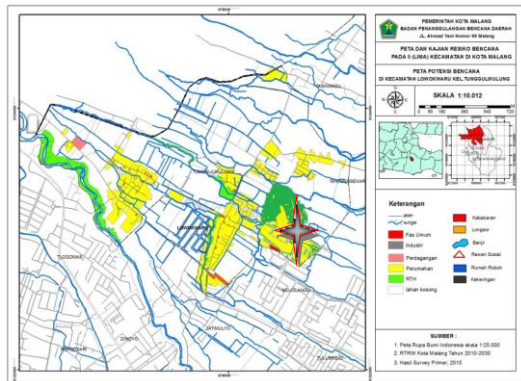 PEMERINTAH KOTA MALANG
BADAN PENANGGULANGAN BENCANA DAERAH
JL. Ahmad Yani Nomor 98 Malang
PETA DAN KAJIAN RESIKO BENCANA
PADA 5 (LIMA) KECAMATAN DI KOTA MALANG
PETA POTENSI BENCANA
DI KECAMATAN LOWOKWARU KEL.TUNGGULWULUNG
SKALA 1:10.012
TASIKMADU
TUNGGULWULUNG
LOWOKWARU
TLOGOMAS
MOJOLANGU
DINOYO
JATIMULYO
Keterangan
jalan
sungai
Fas Umum
Industri
Perdagangan
Perumahan
RTH
lahan kosong
Kebakaran
Longsor
Banjir
Rawan Sosial
Rumah Roboh
Kekeringan
SUMBER :
1. Peta Rupa Bumi Indonesia skala 1:25.000
2. RTRW Kota Malang Tahun 2010-2030
3. Hasil Survey Primer, 2015